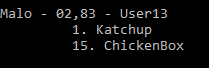 Malo - 02,83 - User13
1. Katchup
15. ChickenBox